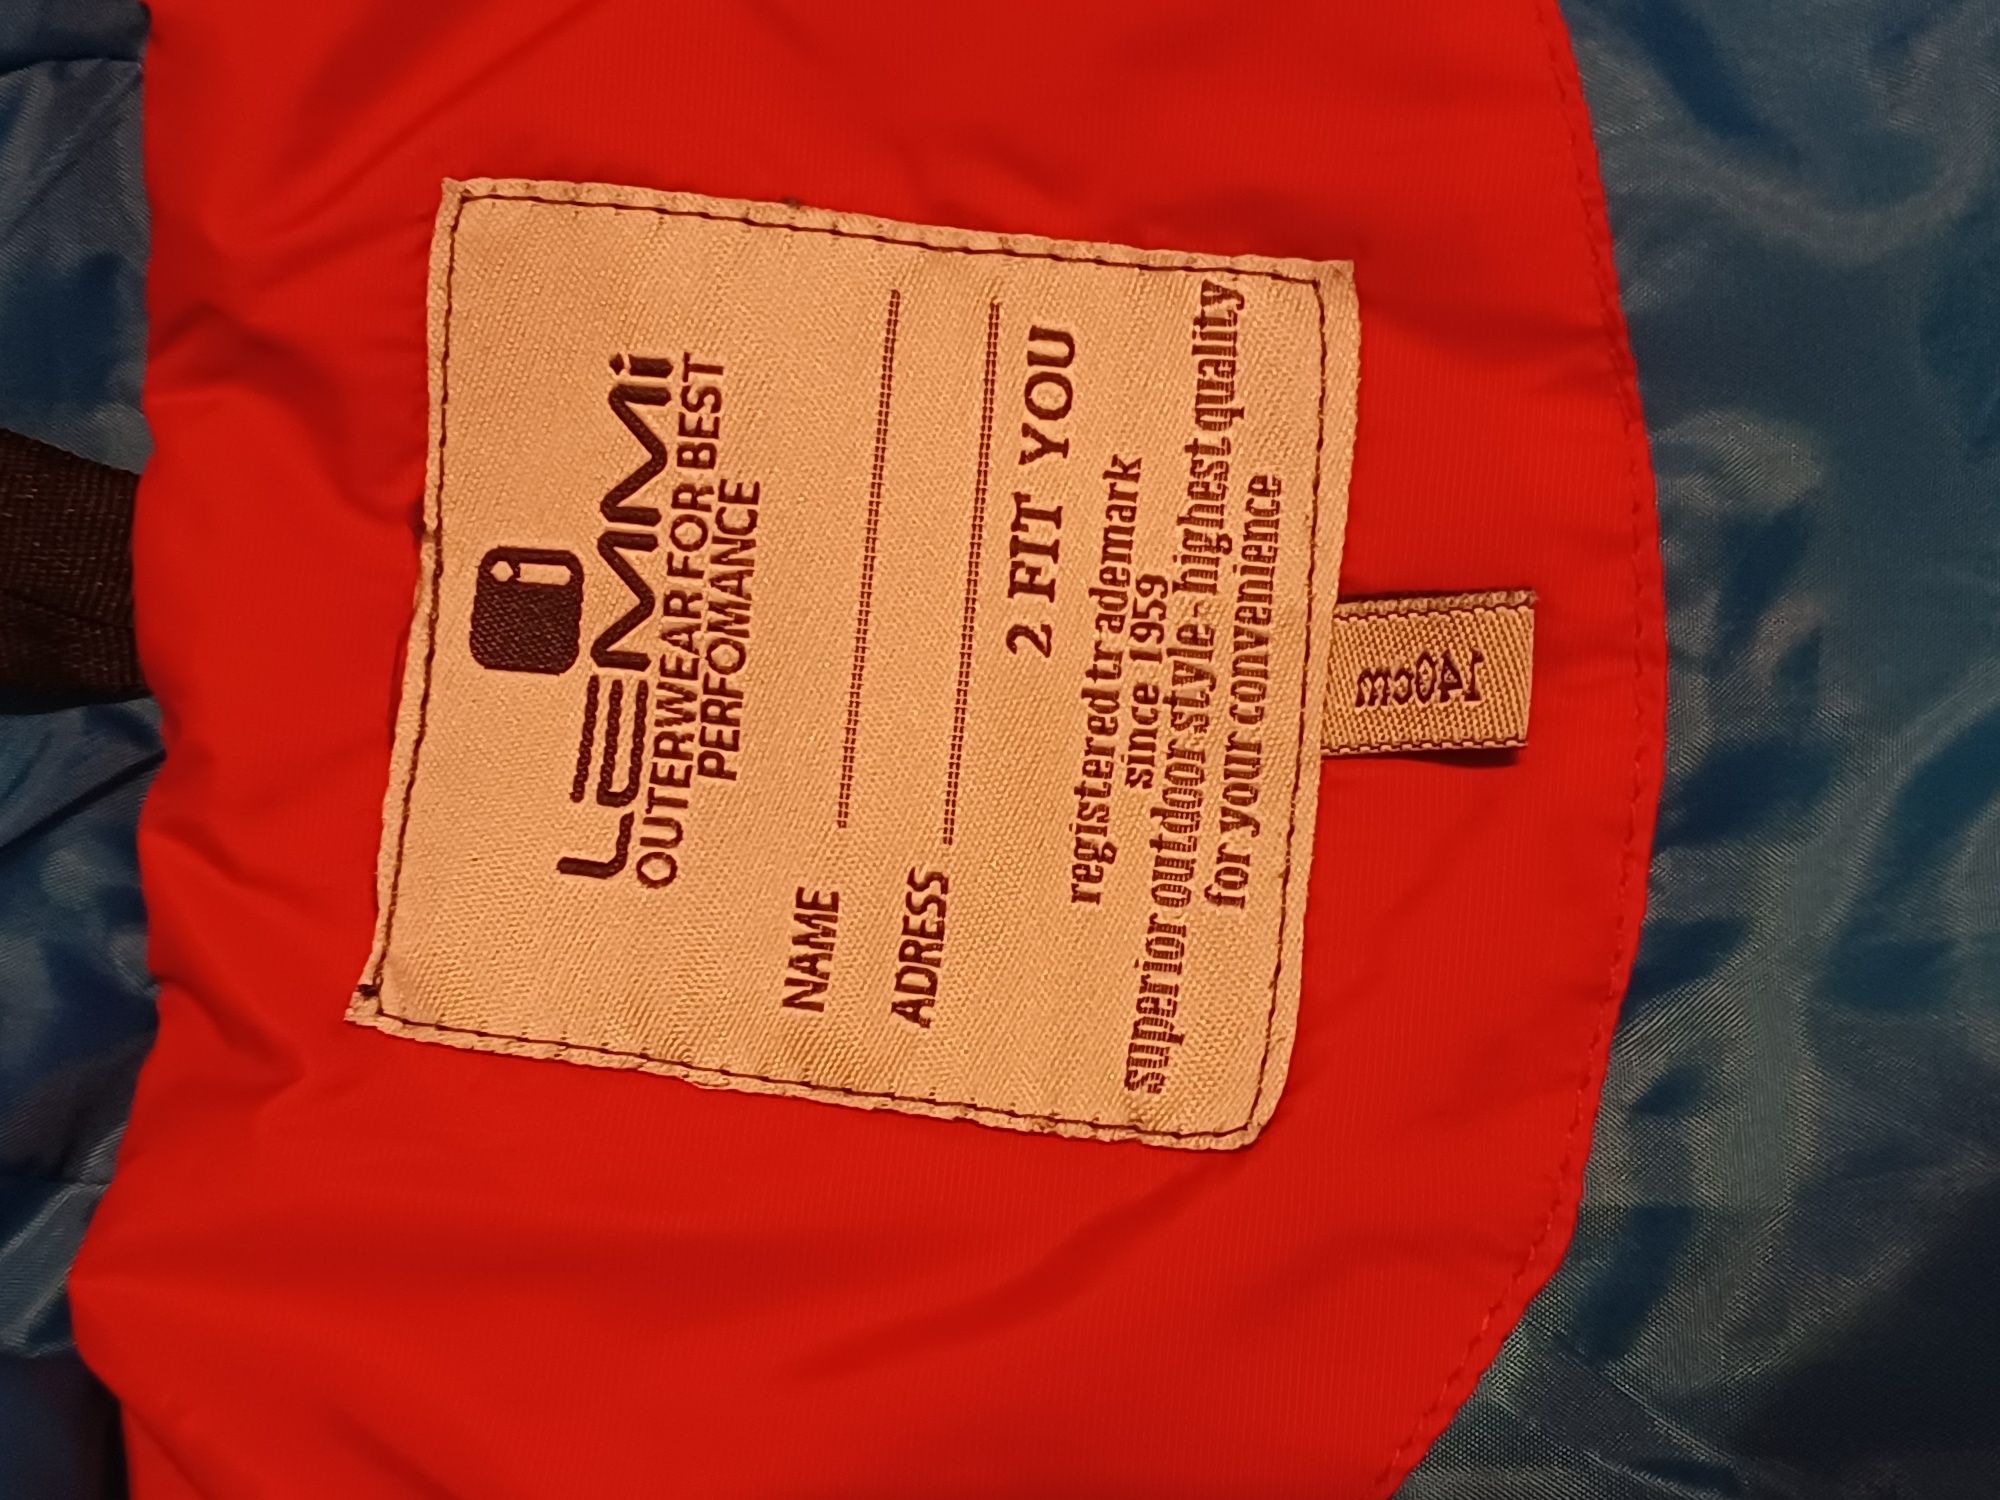 i
LEMMi
OUTERWEAR FOR BEST
PERFOMANCE
NAME
ADRESS
2 FIT YOU
registered trademark
since 1959
superior outdoor style-highest quality
for your convenience
140cm